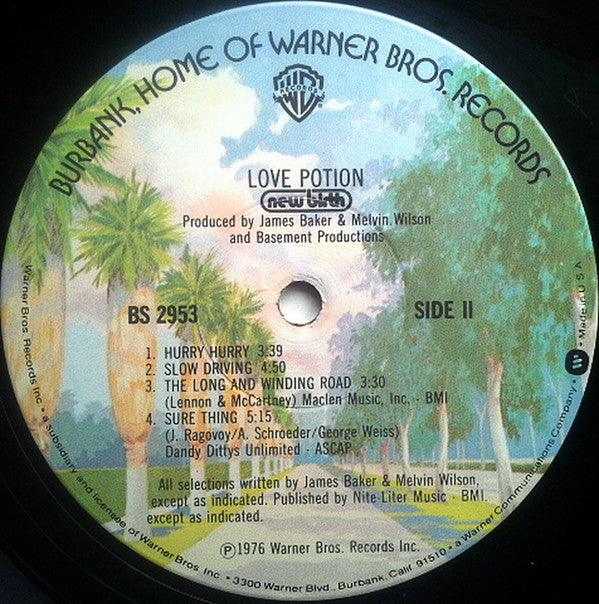 BURBANK, HOME OF WARNER BROS. RECORDS
WB
RECORDS
LOVE POTION
new birth
Produced by James Baker & Melvin Wilson
and Basement Productions
BS 2953
SIDE II
1. HURRY HURRY 3:39
2. SLOW DRIVING 4:50
3. THE LONG AND WINDING ROAD 3:30
(Lennon & McCartney) Maclen Music, Inc. - BMI
4. SURE THING 5:15
(J. Ragovoy/A. Schroeder/George Weiss)
Dandy Dittys Unlimited - ASCAP
All selections written by James Baker & Melvin Wilson,
except as indicated. Published by Nite-Liter Music - BMI.
except as indicated.
Ⓟ1976 Warner Bros. Records Inc.
Warner Bros. Records Inc. • a subsidiary and licensee of Warner Bros. Inc. • 3300 Warner Blvd., Burbank, Calif. 91510 • a Warner Communications Company • Made in U S A